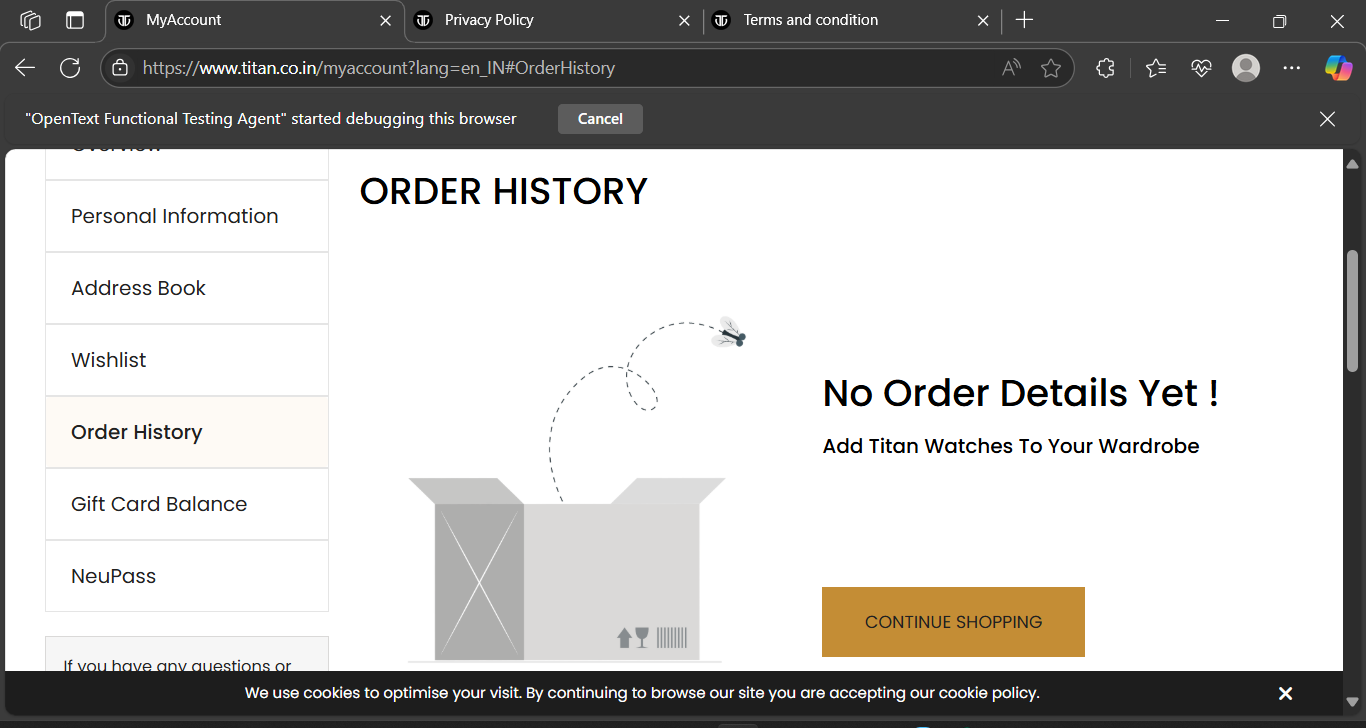 MyAccount
Privacy Policy
Terms and condition
https://www.titan.co.in/myaccount?lang=en_IN#OrderHistory
"OpenText Functional Testing Agent" started debugging this browser
Cancel
Overview
Personal Information
Address Book
Wishlist
Order History
Gift Card Balance
NeuPass
If you have any questions or
ORDER HISTORY
No Order Details Yet !
Add Titan Watches To Your Wardrobe
CONTINUE SHOPPING
We use cookies to optimise your visit. By continuing to browse our site you are accepting our cookie policy.